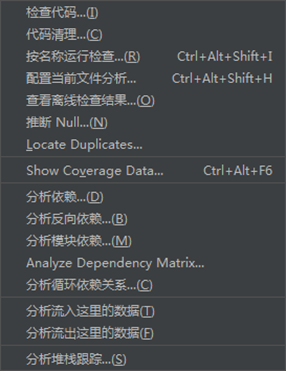 检查代码...(I)
代码清理...(C)
按名称运行检查...(R) Ctrl+Alt+Shift+I
配置当前文件分析... Ctrl+Alt+Shift+H
查看离线检查结果...(O)
推断 Null...(N)
Locate Duplicates...
Show Coverage Data... Ctrl+Alt+F6
分析依赖...(D)
分析反向依赖...(B)
分析模块依赖...(M)
Analyze Dependency Matrix...
分析循环依赖关系...(C)
分析流入这里的数据(T)
分析流出这里的数据(F)
分析堆栈跟踪...(S)